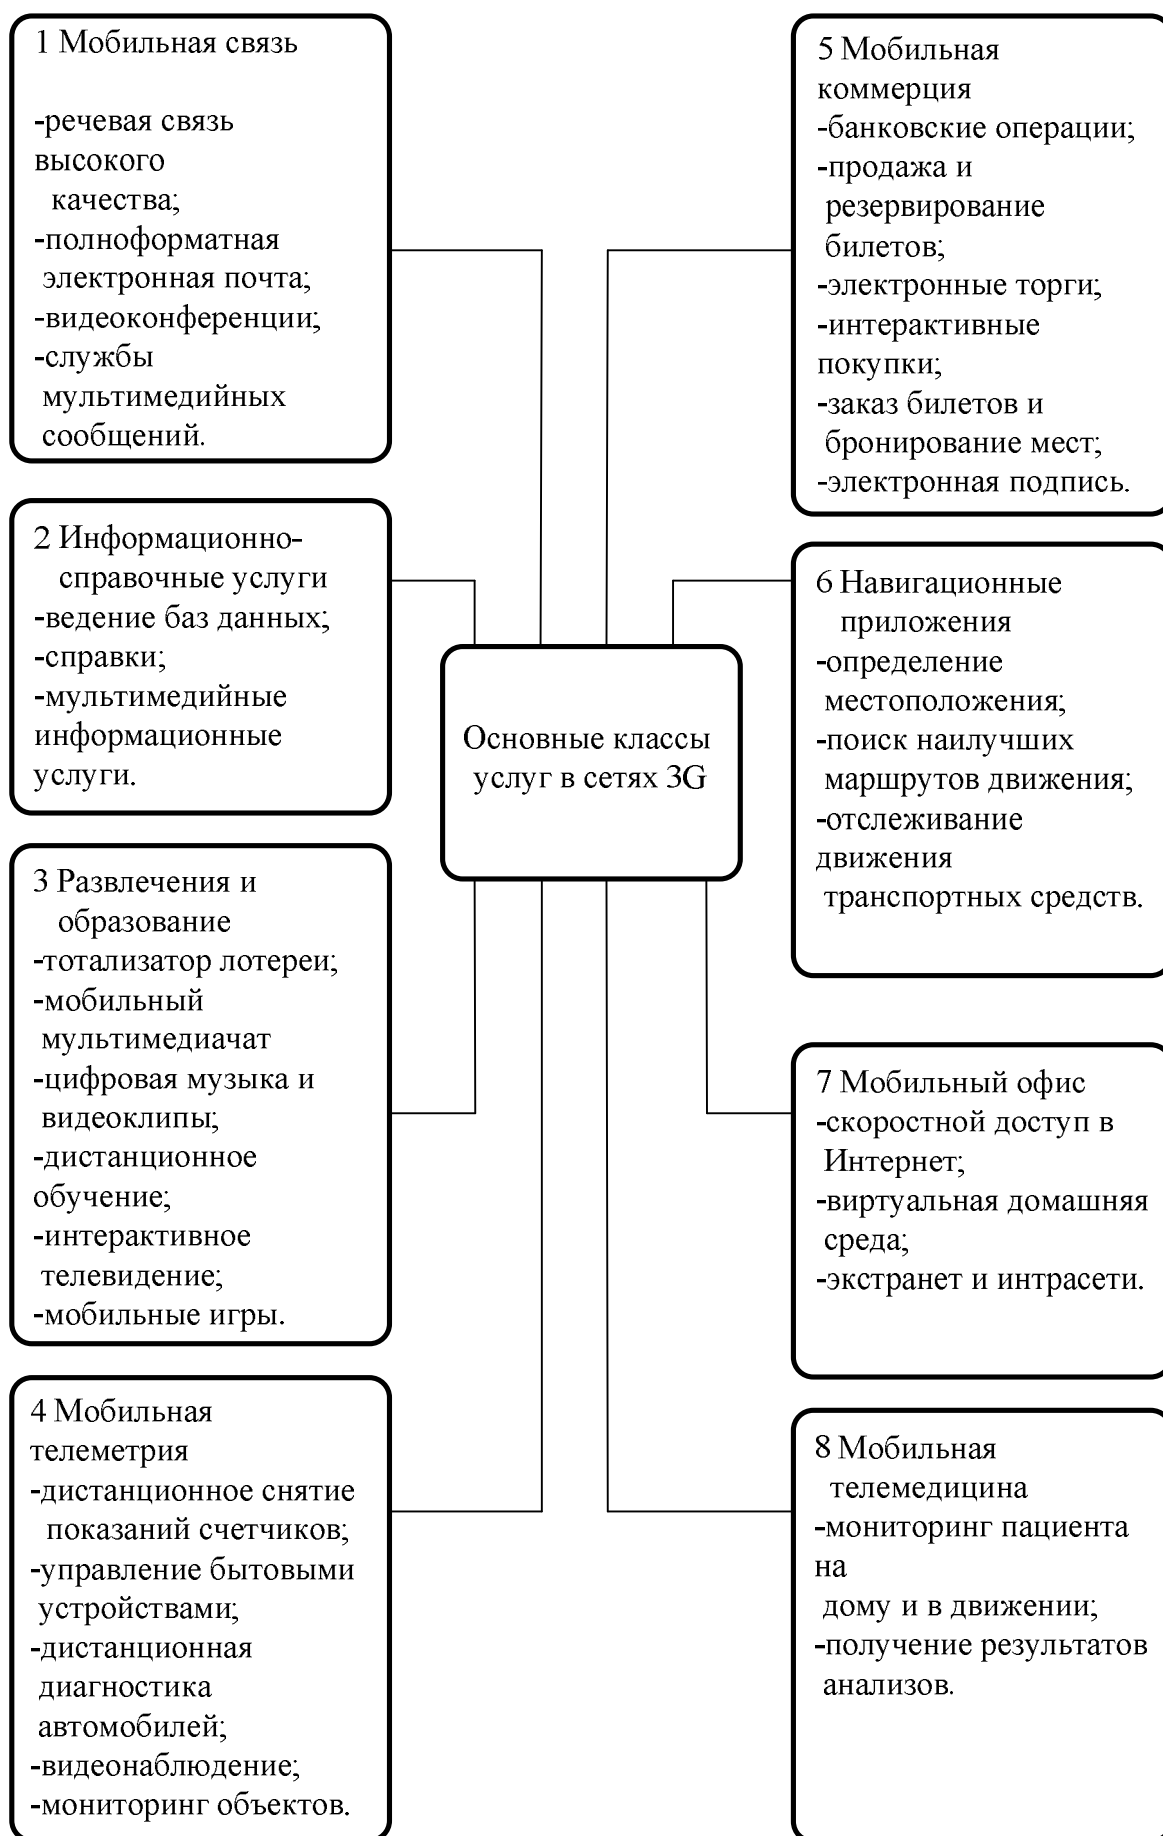 1 Мобильная связь
-речевая связь
высокого
качества;
-полноформатная
электронная почта;
-видеоконференции;
-службы
мультимедийных
сообщений.
2 Информационно-
справочные услуги
-ведение баз данных;
-справки;
-мультимедийные
информационные
услуги.
3 Развлечения и
образование
-тотализатор лотереи;
-мобильный
мультимедиачат
-цифровая музыка и
видеоклипы;
-дистанционное
обучение;
-интерактивное
телевидение;
-мобильные игры.
4 Мобильная
телеметрия
-дистанционное снятие
показаний счетчиков;
-управление бытовыми
устройствами;
-дистанционная
диагностика
автомобилей;
-видеонаблюдение;
-мониторинг объектов.
Основные классы
услуг в сетях 3G
5 Мобильная
коммерция
-банковские операции;
-продажа и
резервирование
билетов;
-электронные торги;
-интерактивные
покупки;
-заказ билетов и
бронирование мест;
-электронная подпись.
6 Навигационные
приложения
-определение
местоположения;
-поиск наилучших
маршрутов движения;
-отслеживание
движения
транспортных средств.
7 Мобильный офис
-скоростной доступ в
Интернет;
-виртуальная домашняя
среда;
-экстранет и интрасети.
8 Мобильная
телемедицина
-мониторинг пациента
на
дому и в движении;
-получение результатов
анализов.